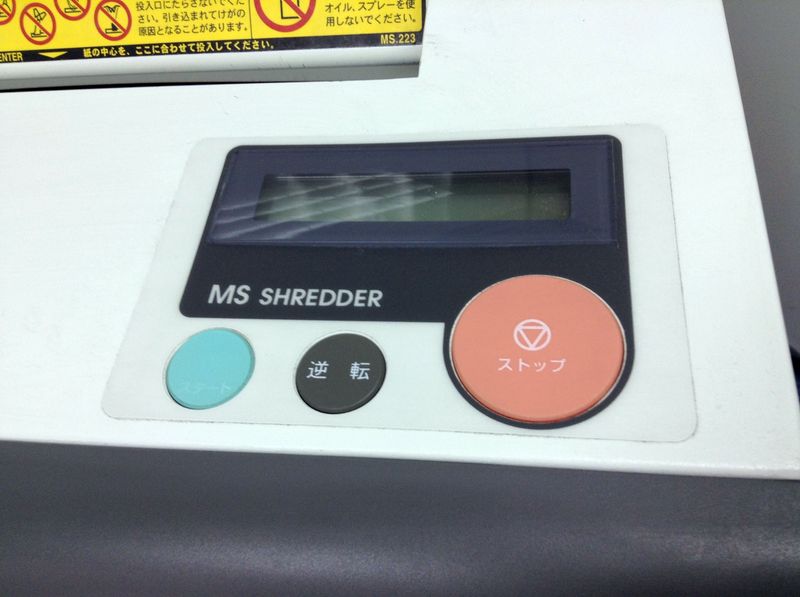 投入口にたらさないでくだ
さい。引き込まれてけがの
原因となることがあります。
オイル、スプレーを使
用しないでください。
MS.223
ENTER
紙の中心を、ここに合わせて投入してください。
MS SHREDDER
スタート
逆 転
ストップ